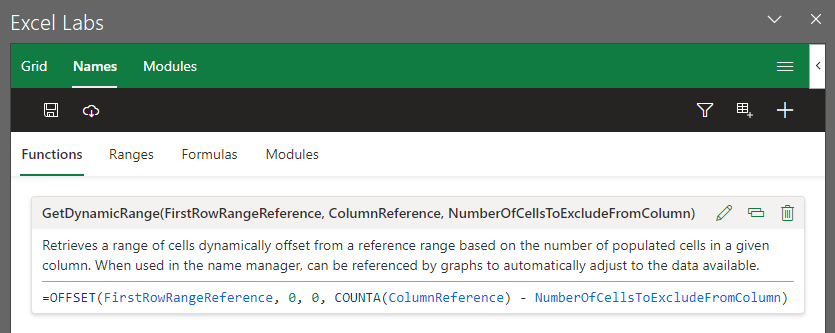 Excel Labs
Grid Names Modules
Functions Ranges Formulas Modules
GetDynamicRange(FirstRowRangeReference, ColumnReference, NumberOfCellsToExcludeFromColumn)
Retrieves a range of cells dynamically offset from a reference range based on the number of populated cells in a given
column. When used in the name manager, can be referenced by graphs to automatically adjust to the data available.
=OFFSET(FirstRowRangeReference, 0, 0, COUNTA(ColumnReference) - NumberOfCellsToExcludeFromColumn)